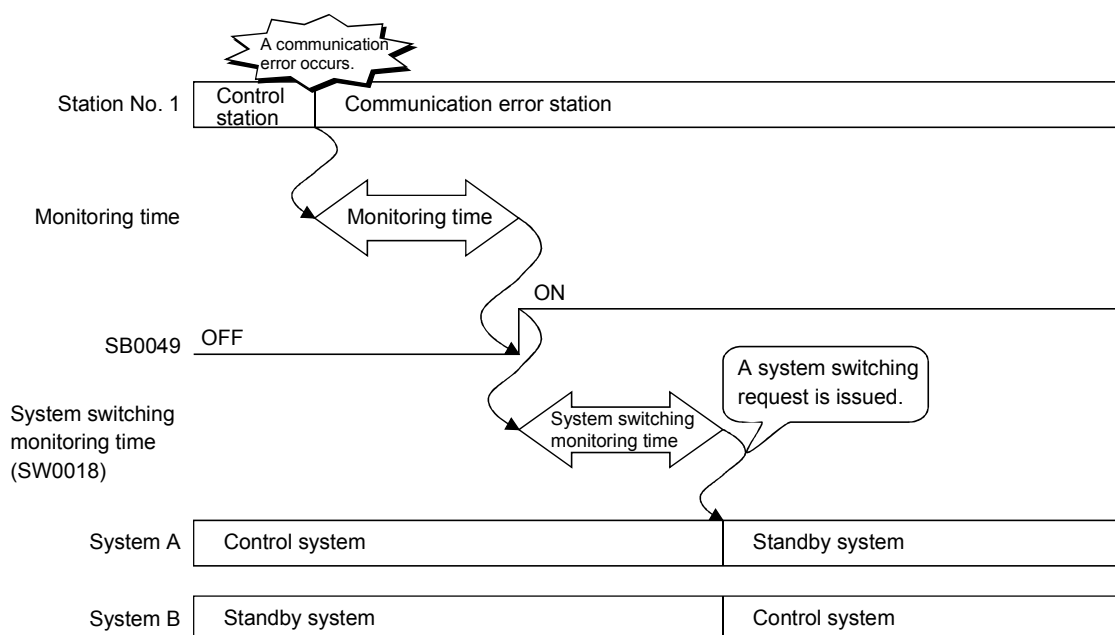 A communication
error occurs.
Station No. 1
Control
station
Communication error station
Monitoring time
Monitoring time
ON
SB0049
OFF
A system switching
request is issued.
System switching
monitoring time
(SW0018)
System switching
monitoring time
System A
Control system
Standby system
System B
Standby system
Control system